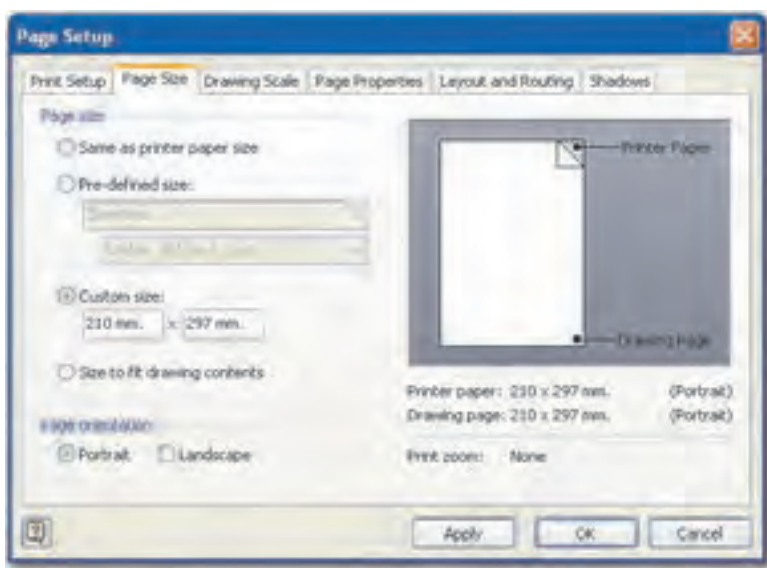 Page Setup
Print Setup Page Size Drawing Scale Page Properties Layout and Routing Shadows
Page size
Same as printer paper size
Pre-defined size:
Custom size:
210 mm. x 297 mm.
Size to fit drawing contents
Page orientation
Portrait Landscape
Printer Paper
Drawing Page
Printer paper: 210 x 297 mm. (Portrait)
Drawing page: 210 x 297 mm. (Portrait)
Print zoom: None
?
Apply OK Cancel